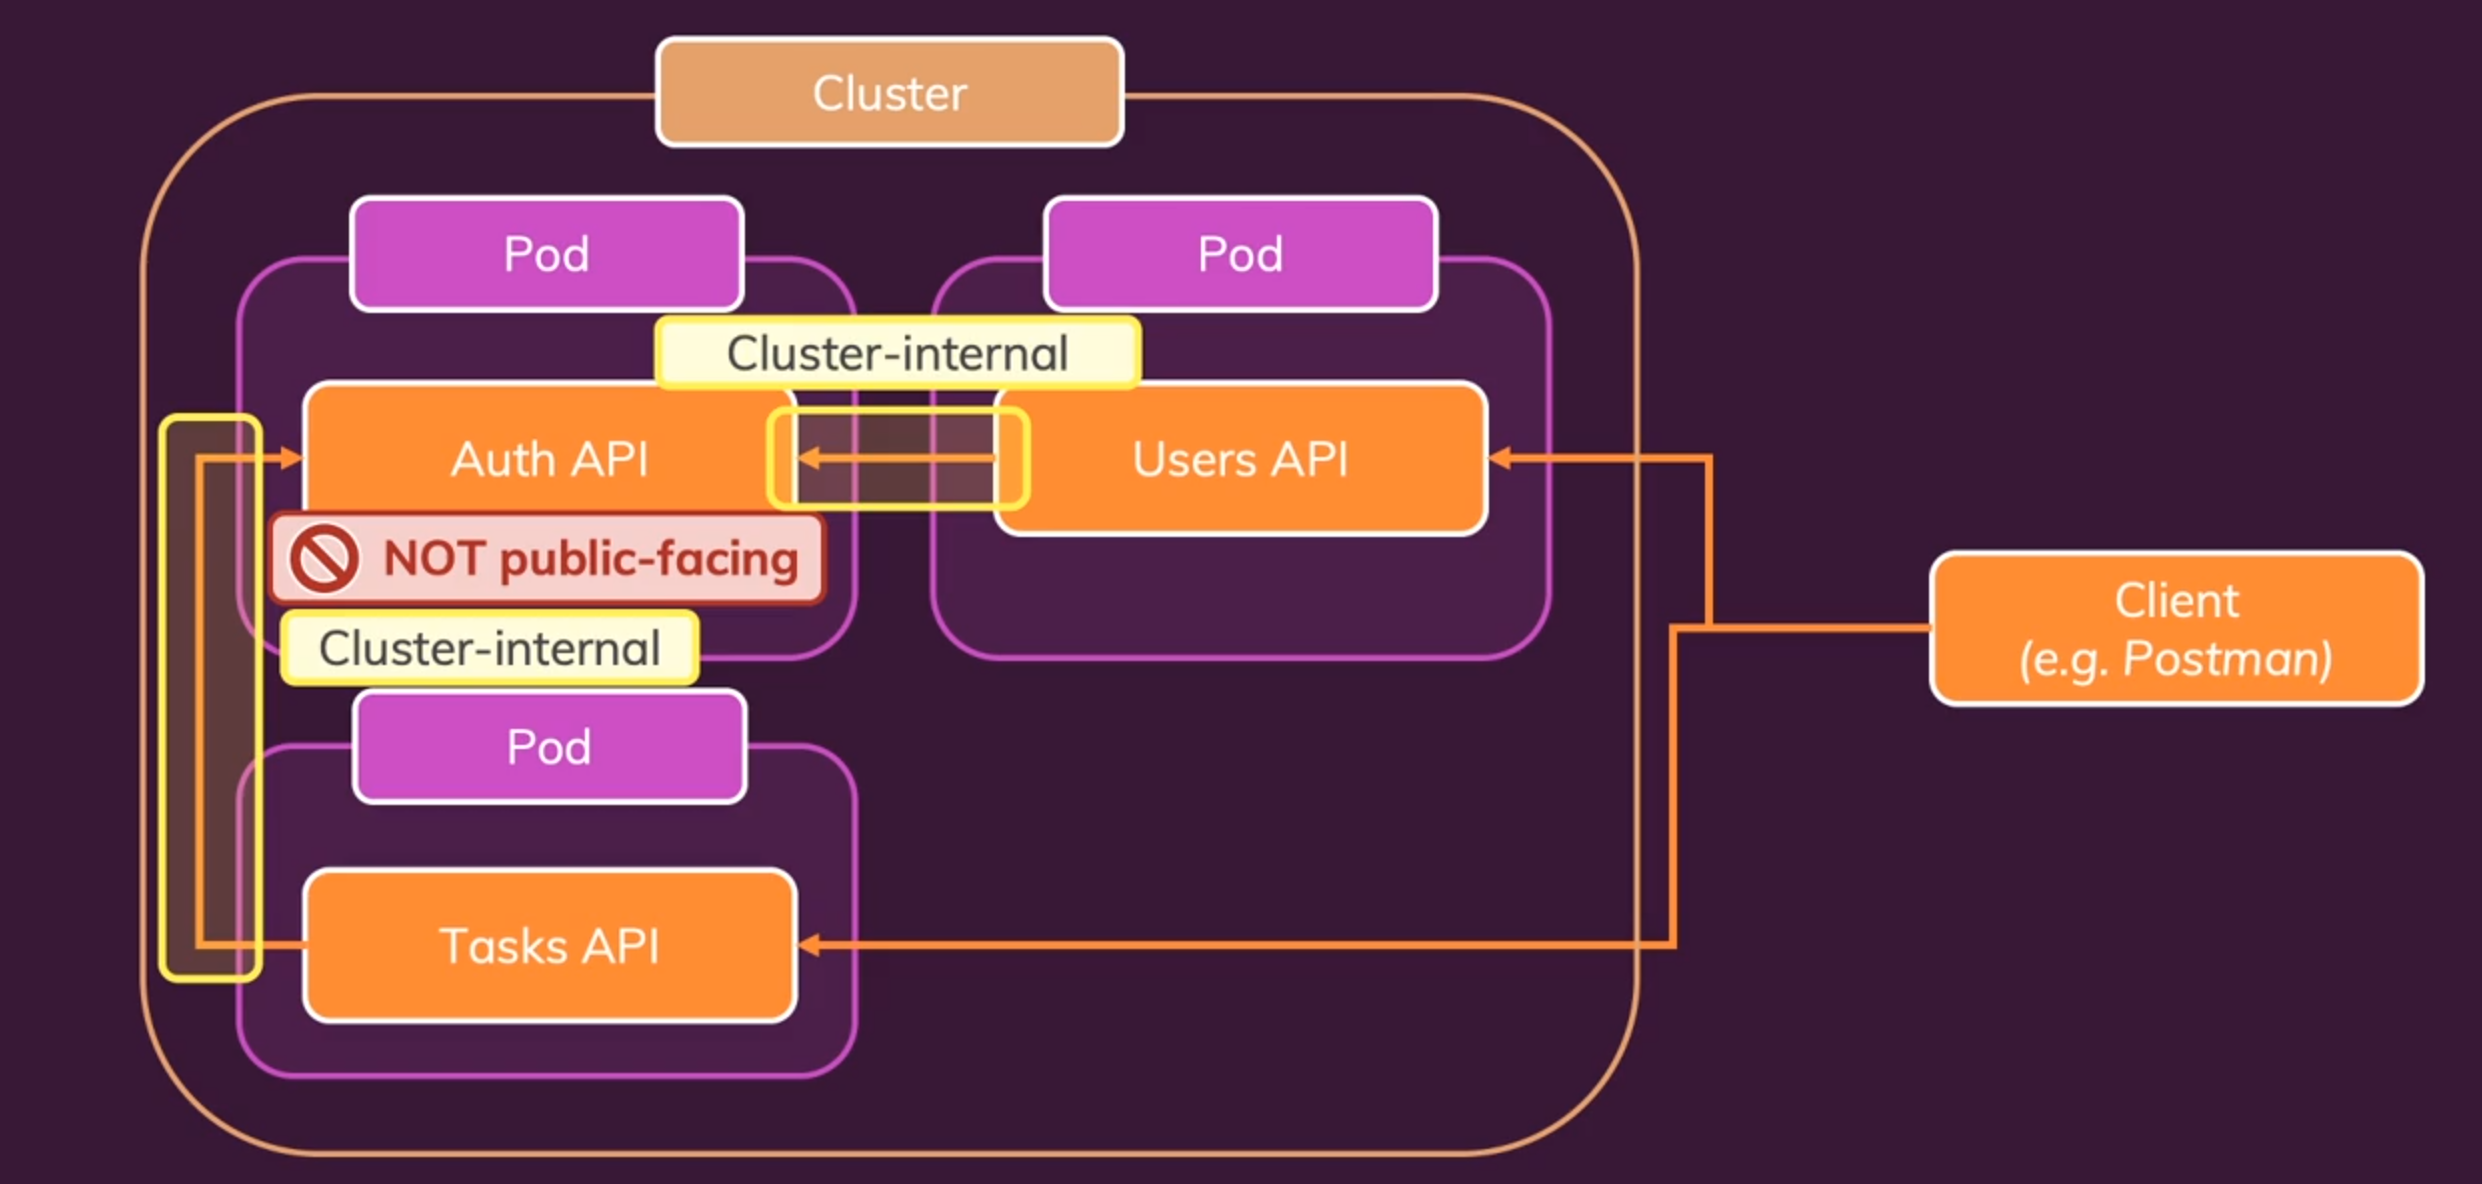 Cluster
Pod
Pod
Cluster-internal
Auth API
Users API
NOT public-facing
Cluster-internal
Client
(e.g. Postman)
Pod
Tasks API